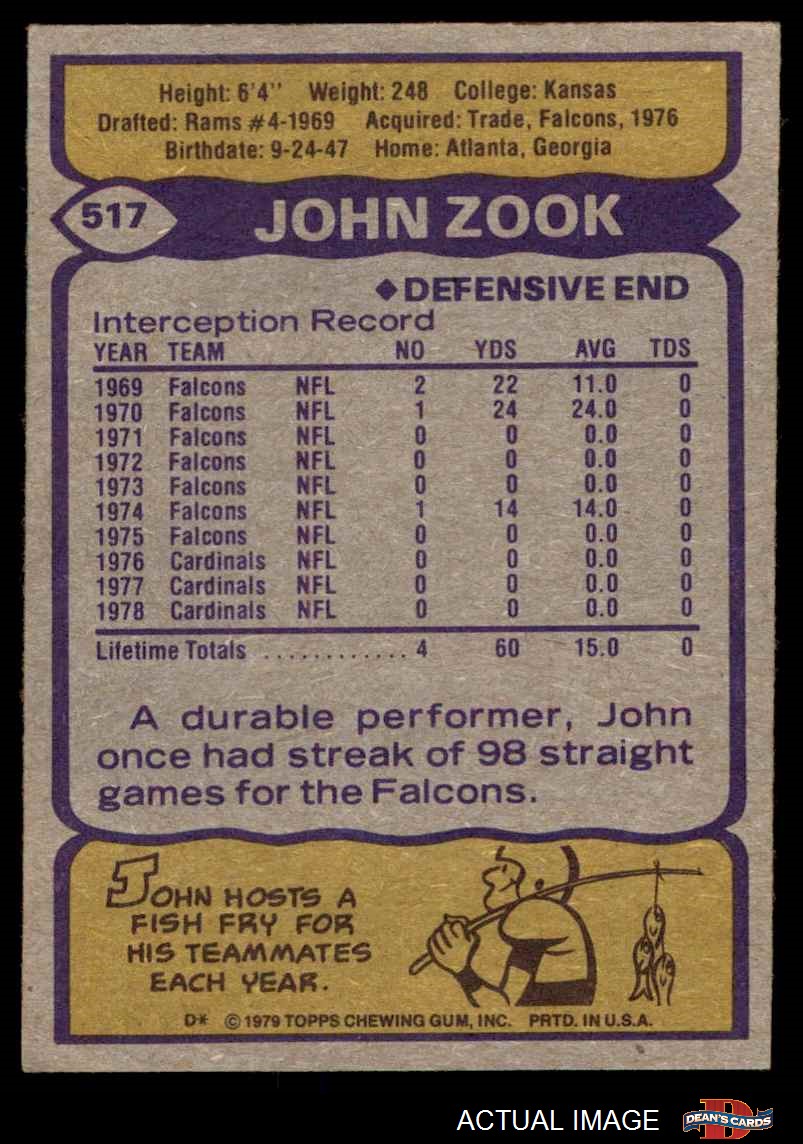 Height: 6'4" Weight: 248 College: Kansas
Drafted: Rams #4-1969 Acquired: Trade, Falcons, 1976
Birthdate: 9-24-47 Home: Atlanta, Georgia
517 JOHN ZOOK
◆DEFENSIVE END
Interception Record
YEAR TEAM NO YDS AVG TDS
1969 Falcons NFL 2 22 11.0 0
1970 Falcons NFL 1 24 24.0 0
1971 Falcons NFL 0 0 0.0 0
1972 Falcons NFL 0 0 0.0 0
1973 Falcons NFL 0 0 0.0 0
1974 Falcons NFL 1 14 14.0 0
1975 Falcons NFL 0 0 0.0 0
1976 Cardinals NFL 0 0 0.0 0
1977 Cardinals NFL 0 0 0.0 0
1978 Cardinals NFL 0 0 0.0 0
Lifetime Totals ............ 4 60 15.0 0
A durable performer, John
once had streak of 98 straight
games for the Falcons.
JOHN HOSTS A
FISH FRY FOR
HIS TEAMMATES
EACH YEAR.
D* © 1979 TOPPS CHEWING GUM, INC. PRTD. IN U.S.A.
ACTUAL IMAGE
D
DEAN'S CARDS